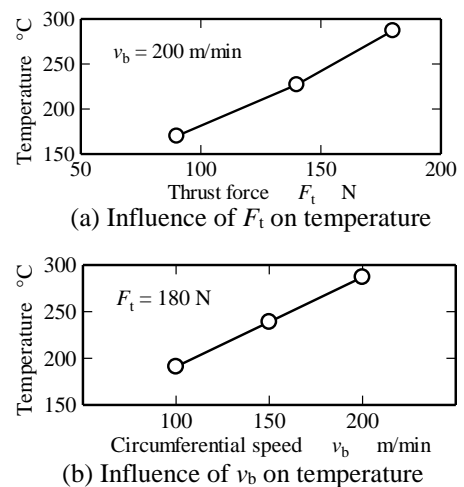 300
250
200
150
Temperature °C
v_b = 200 m/min
50 100 150 200
Thrust force F_t N
(a) Influence of F_t on temperature
300
250
200
150
Temperature °C
F_t = 180 N
100 150 200
Circumferential speed v_b m/min
(b) Influence of v_b on temperature